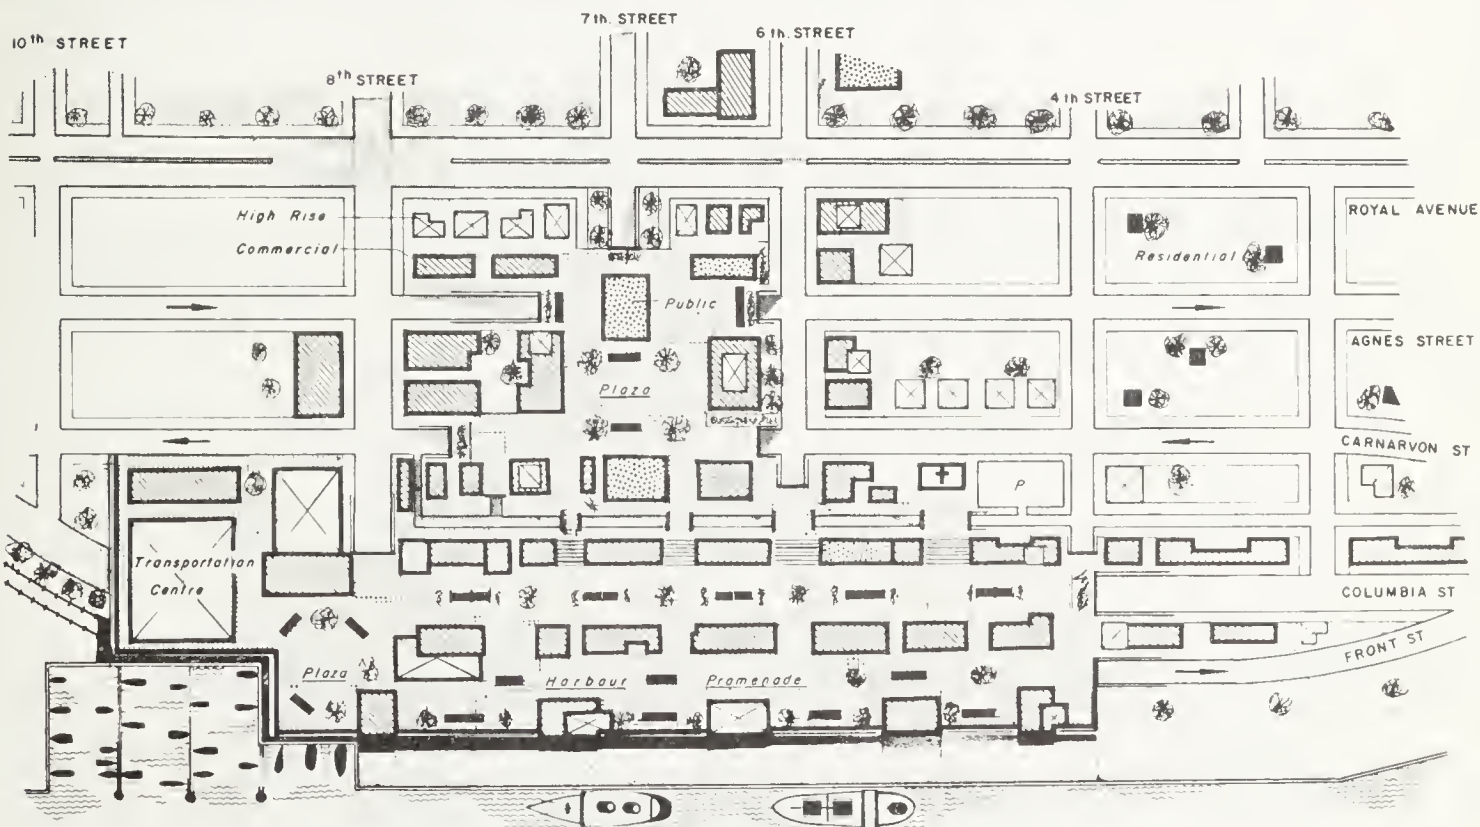 7th. STREET
6th. STREET
10th STREET
8th STREET
4th STREET
High Rise
Commercial
ROYAL AVENUE
Residential
Public
AGNES STREET
Plaza
CARNARVON ST
P
Transportation
Centre
COLUMBIA ST
FRONT ST
Plaza
Harbour Promenade